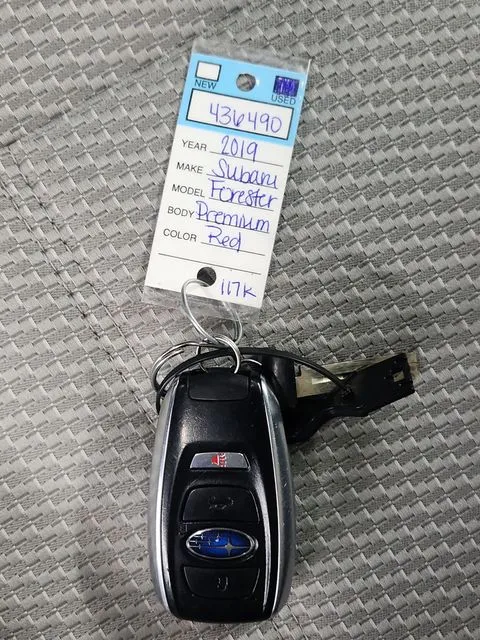 NEW USED
436490
YEAR 2019
MAKE Subaru
MODEL Forester
BODY Premium
COLOR Red
117K